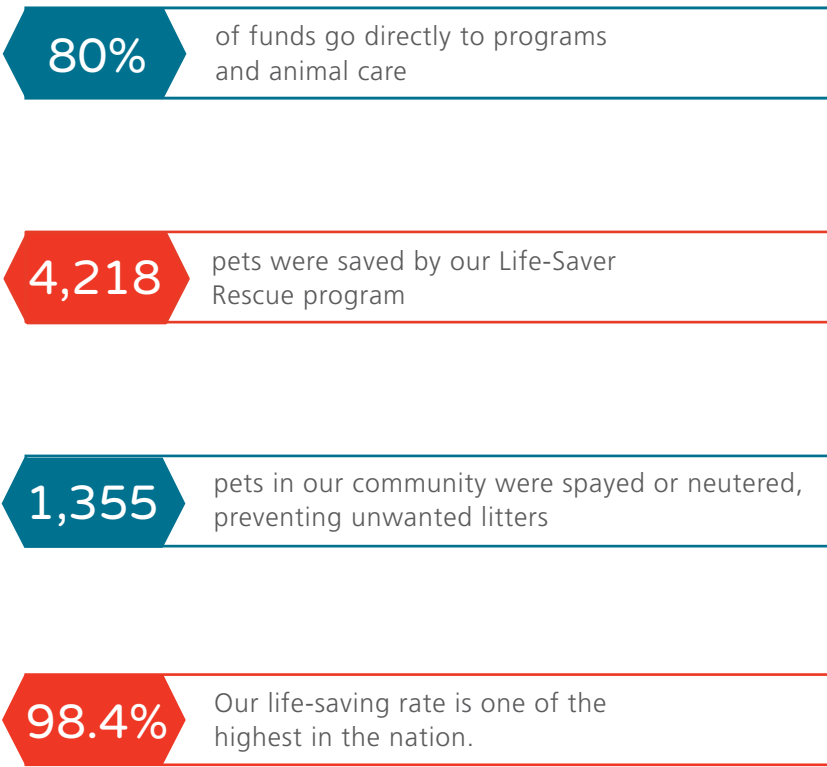 80%
of funds go directly to programs
and animal care
4,218
pets were saved by our Life-Saver
Rescue program
1,355
pets in our community were spayed or neutered,
preventing unwanted litters
98.4%
Our life-saving rate is one of the
highest in the nation.